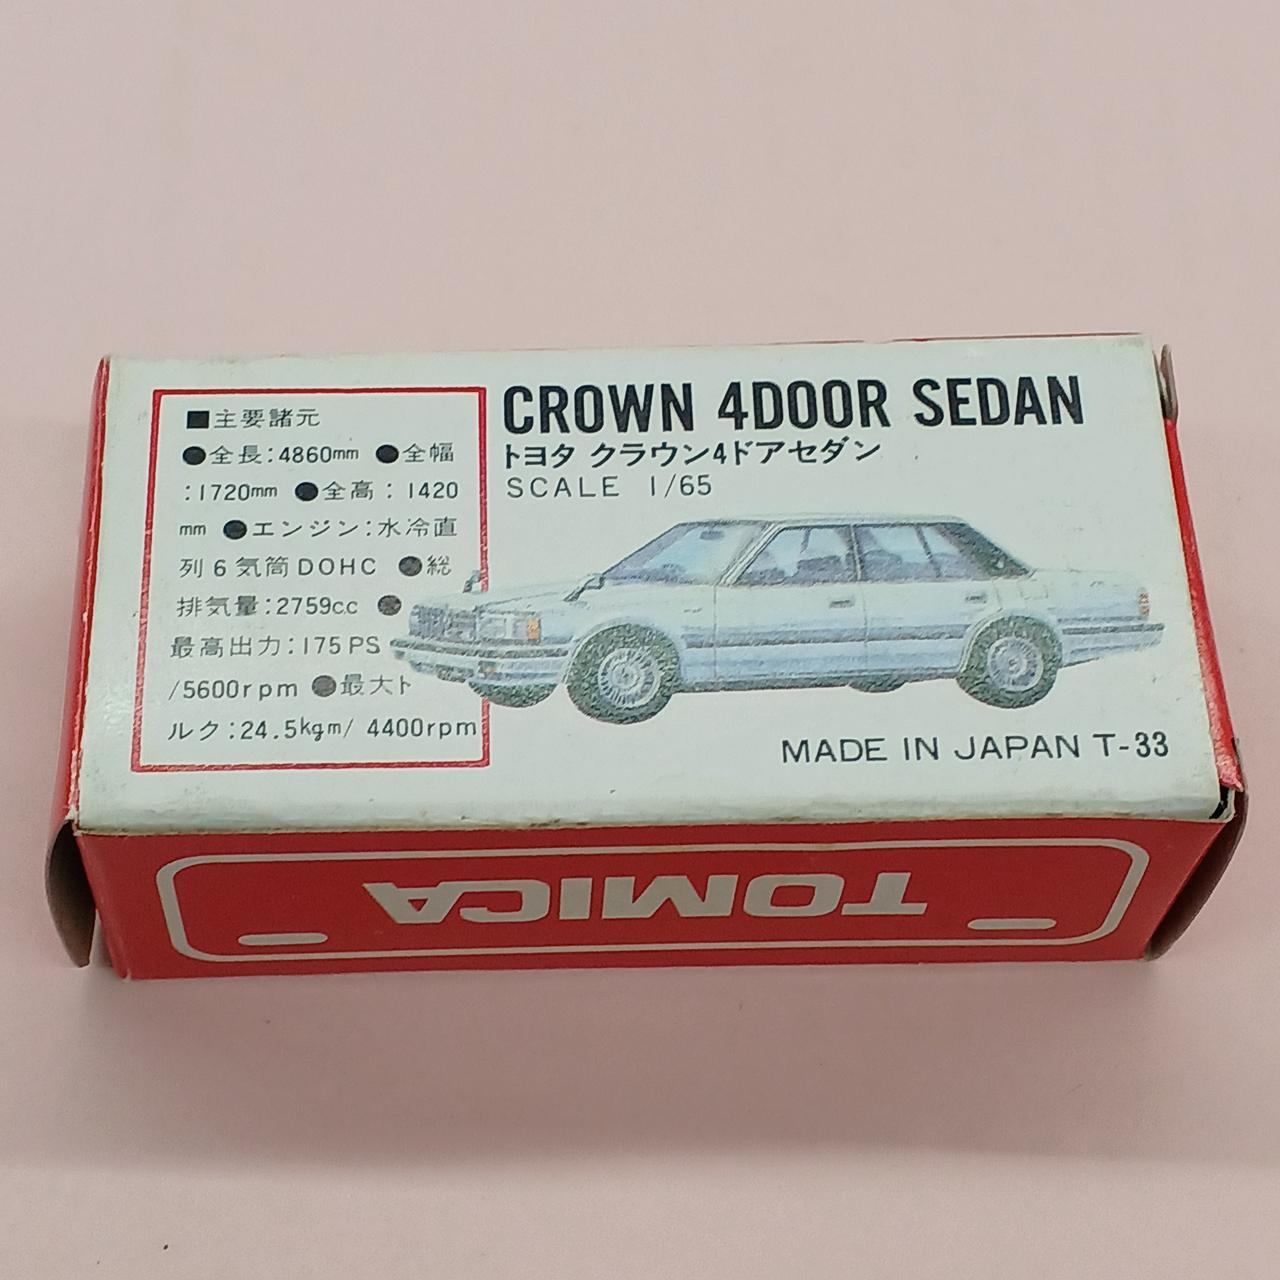 ■主要諸元
●全長:4860mm ●全幅
:1720mm ●全高:1420
mm ●エンジン:水冷直
列6気筒DOHC ●総
排気量:2759c.c ●
最高出力:175PS
/5600rpm ●最大ト
ルク:24.5kgm/ 4400rpm
CROWN 4DOOR SEDAN
トヨタ クラウン4ドアセダン
SCALE 1/65
MADE IN JAPAN T-33
TOMICA